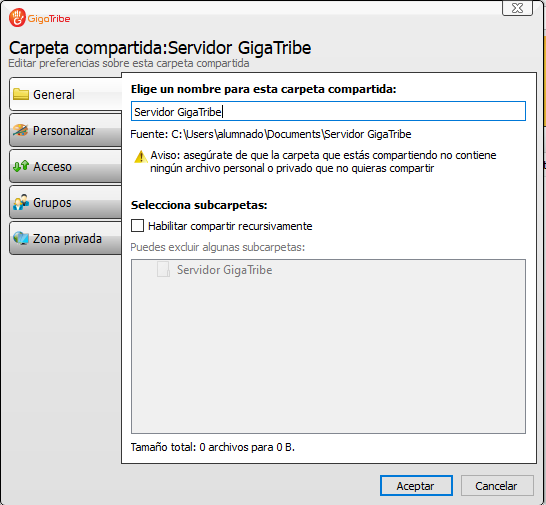 GigaTribe
Carpeta compartida:Servidor GigaTribe
Editar preferencias sobre esta carpeta compartida
General
Personalizar
Acceso
Grupos
Zona privada
Elige un nombre para esta carpeta compartida:
Servidor GigaTribe
Fuente: C:\Users\alumnado\Documents\Servidor GigaTribe
Aviso: asegúrate de que la carpeta que estás compartiendo no contiene
ningún archivo personal o privado que no quieras compartir
Selecciona subcarpetas:
Habilitar compartir recursivamente
Puedes excluir algunas subcarpetas:
Servidor GigaTribe
Tamaño total: 0 archivos para 0 B.
Aceptar
Cancelar